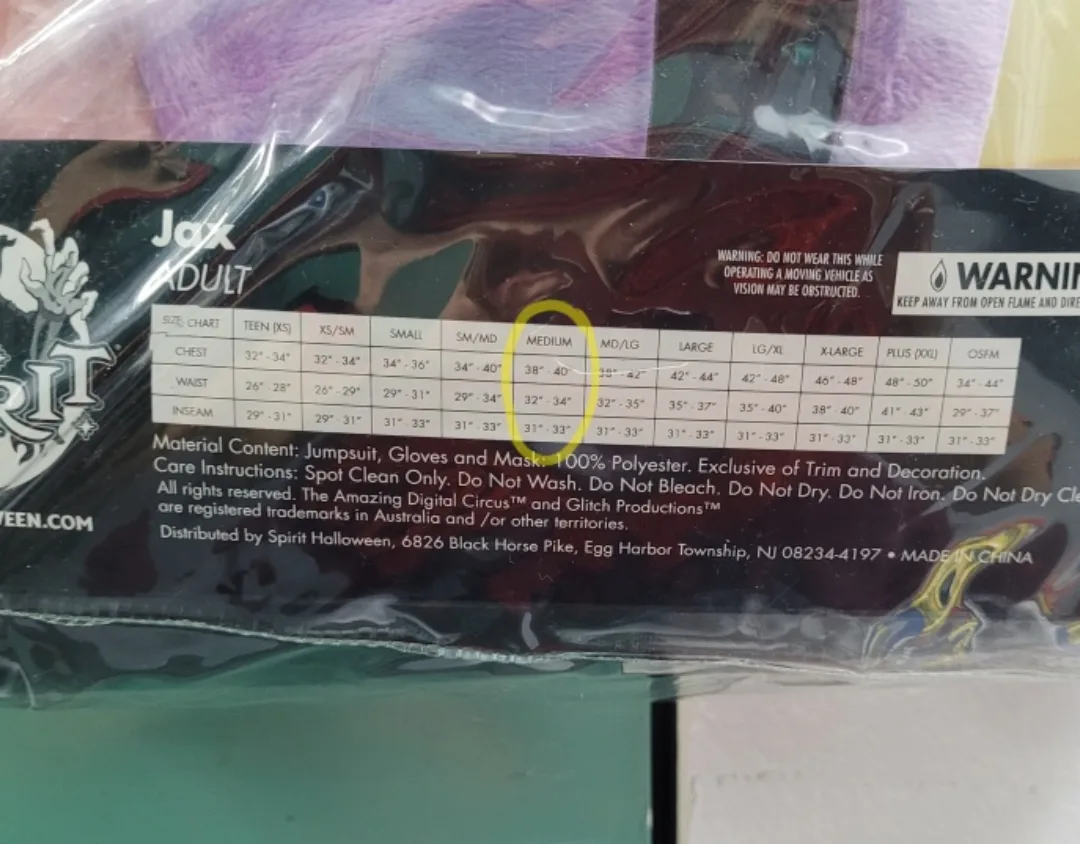 Jax
ADULT
WARNING: DO NOT WEAR THIS WHILE
OPERATING A MOVING VEHICLE AS
VISION MAY BE OBSTRUCTED.
WARNIN
KEEP AWAY FROM OPEN FLAME AND DIRE
SIZE CHART TEEN (XS) XS/SM SMALL SM/MD MEDIUM MD/LG LARGE LG/XL X-LARGE PLUS (XXL) OSFM
CHEST 32" - 34" 32" - 34" 34" - 36" 34" - 40" 38" - 40" 38" - 42" 42" - 44" 42" - 48" 46" - 48" 48" - 50" 34" - 44"
WAIST 26" - 28" 26" - 29" 29" - 31" 29" - 34" 32" - 34" 32" - 35" 35" - 37" 35" - 40" 38" - 40" 41" - 43" 29" - 37"
INSEAM 29" - 31" 29" - 31" 31" - 33" 31" - 33" 31" - 33" 31" - 33" 31" - 33" 31" - 33" 31" - 33" 31" - 33" 31" - 33"
RIT
WEEN.COM
Material Content: Jumpsuit, Gloves and Mask: 100% Polyester. Exclusive of Trim and Decoration.
Care Instructions: Spot Clean Only. Do Not Wash. Do Not Bleach. Do Not Dry. Do Not Iron. Do Not Dry Cle
All rights reserved. The Amazing Digital Circus™ and Glitch Productions™
are registered trademarks in Australia and /or other territories.
Distributed by Spirit Halloween, 6826 Black Horse Pike, Egg Harbor Township, NJ 08234-4197 • MADE IN CHINA